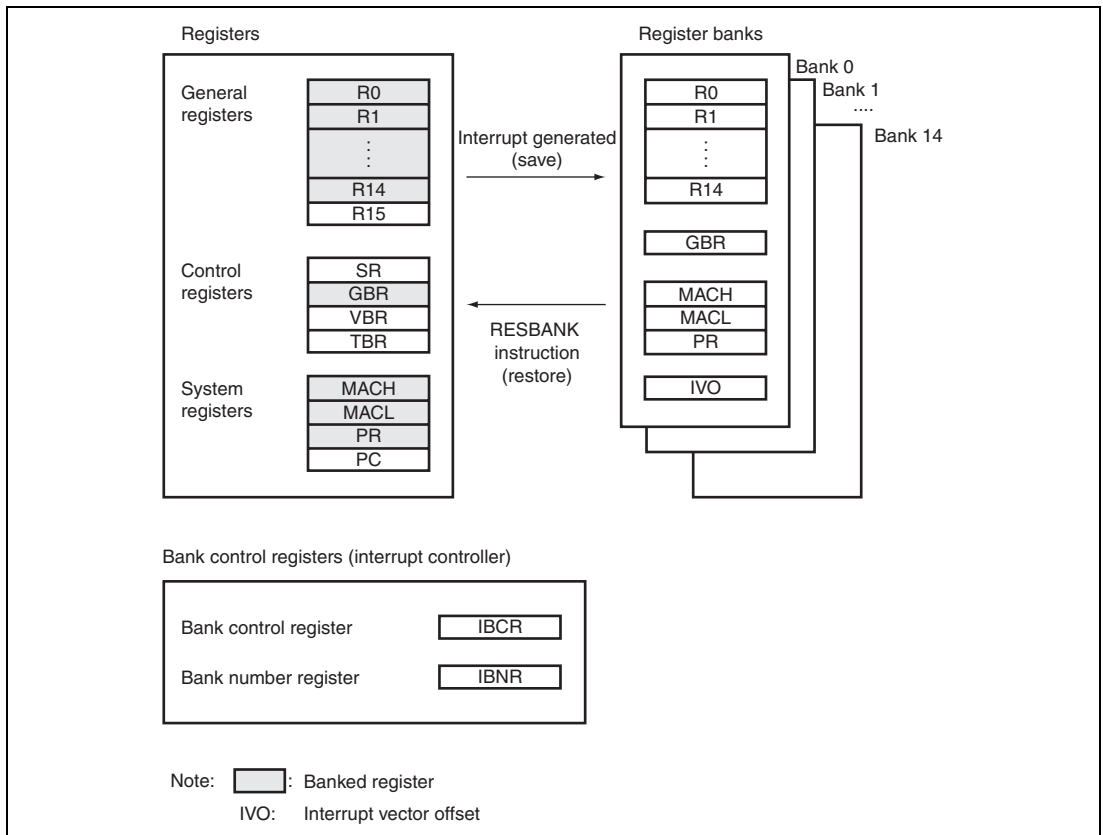 Registers
General
registers
R0
R1
⋮
R14
R15
Control
registers
SR
GBR
VBR
TBR
System
registers
MACH
MACL
PR
PC
Interrupt generated
(save)
RESBANK
instruction
(restore)
Register banks
Bank 0
Bank 1
....
Bank 14
R0
R1
⋮
R14
GBR
MACH
MACL
PR
IVO
Bank control registers (interrupt controller)
Bank control register IBCR
Bank number register IBNR
Note: : Banked register
IVO: Interrupt vector offset